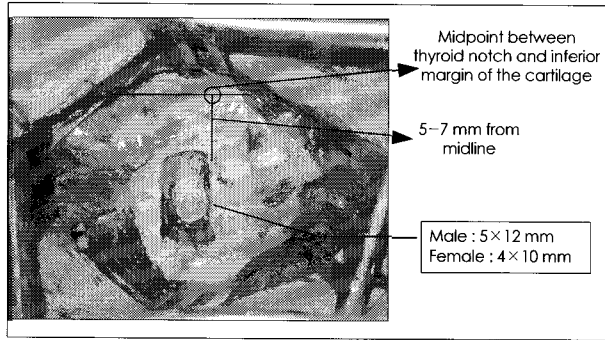 Midpoint between
thyroid notch and inferior
margin of the cartilage
5–7 mm from
midline
Male : 5×12 mm
Female : 4×10 mm